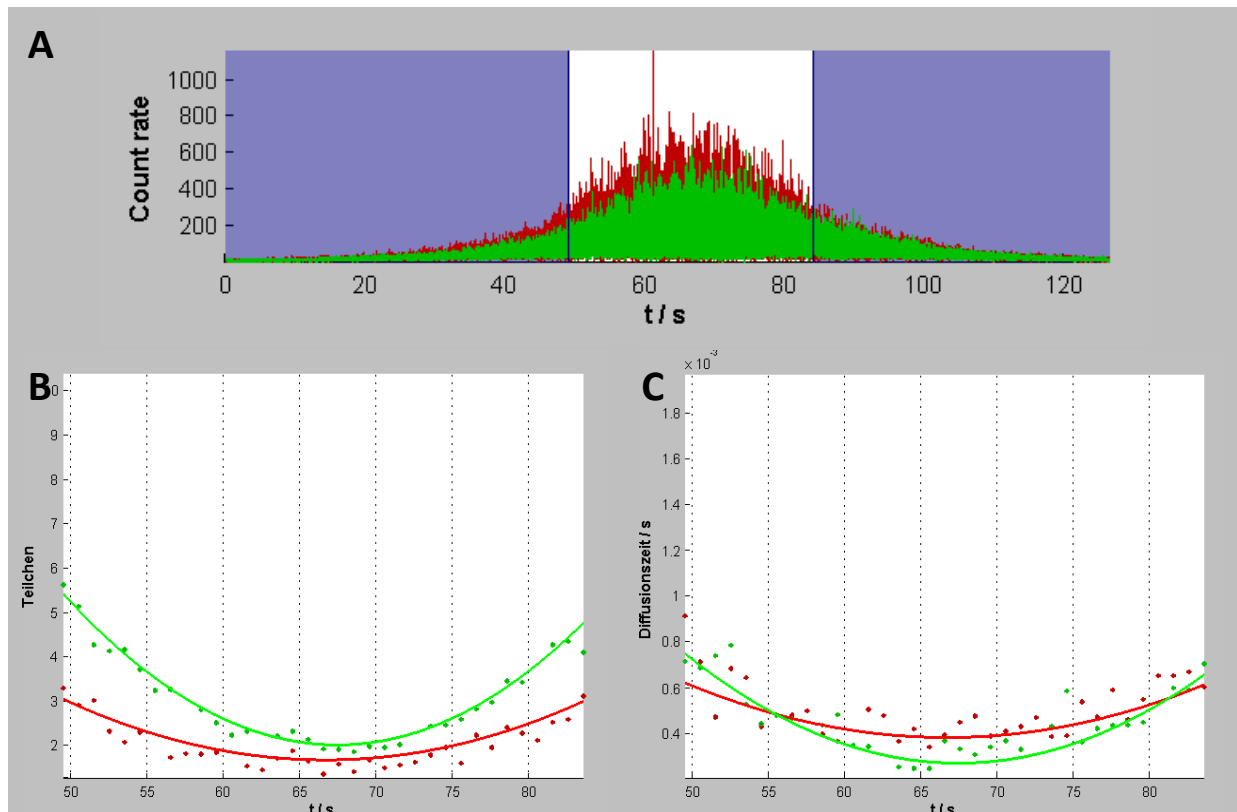 A
Count rate
1000
800
600
400
200
0 20 40 60 80 100 120
t / s
B
Teilchen
10
9
8
7
6
5
4
3
2
50 55 60 65 70 75 80
t / s
C
x 10-3
Diffusionszeit / s
1.8
1.6
1.4
1.2
1
0.8
0.6
0.4
50 55 60 65 70 75 80
t / s